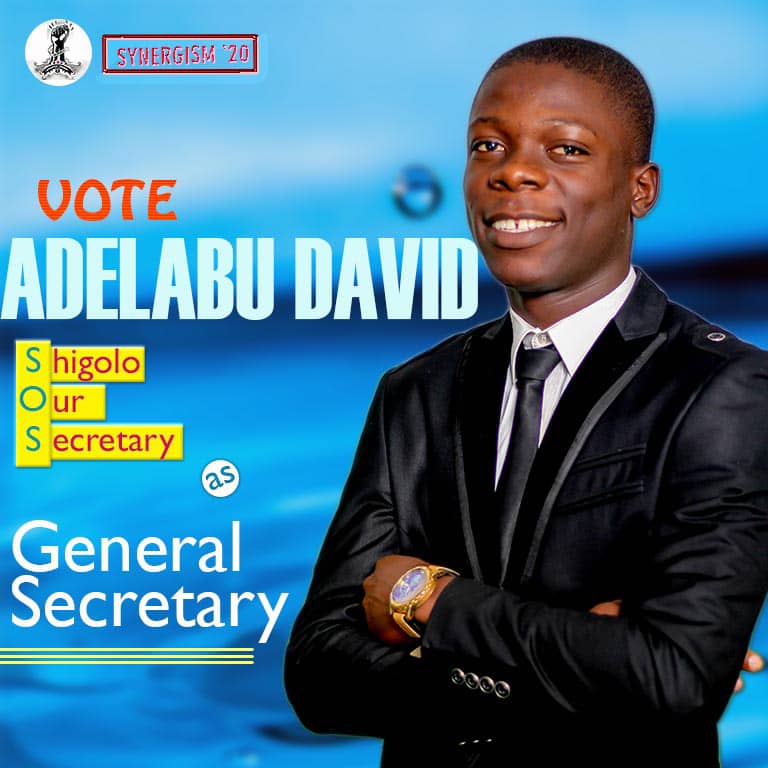 SYNERGISM '20
VOTE
ADELABU DAVID
Shigolo
Our
Secretary
as
General
Secretary